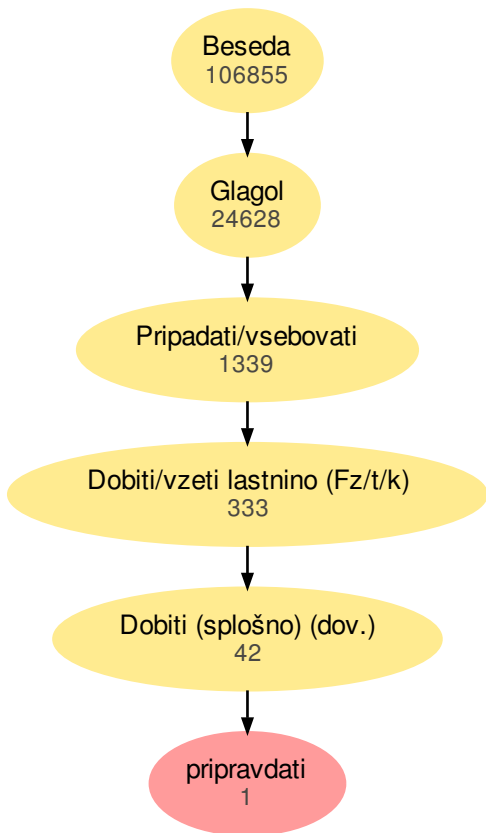 Beseda
106855
Glagol
24628
Pripadati/vsebovati
1339
Dobiti/vzeti lastnino (Fz/t/k)
333
Dobiti (splošno) (dov.)
42
pripravdati
1